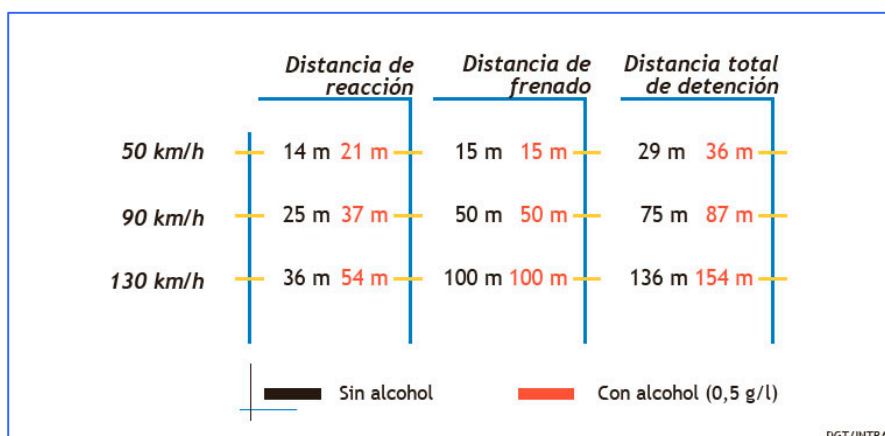 Distancia de reacción
Distancia de frenado
Distancia total de detención
50 km/h 14 m 21 m 15 m 15 m 29 m 36 m
90 km/h 25 m 37 m 50 m 50 m 75 m 87 m
130 km/h 36 m 54 m 100 m 100 m 136 m 154 m
Sin alcohol Con alcohol (0,5 g/l)